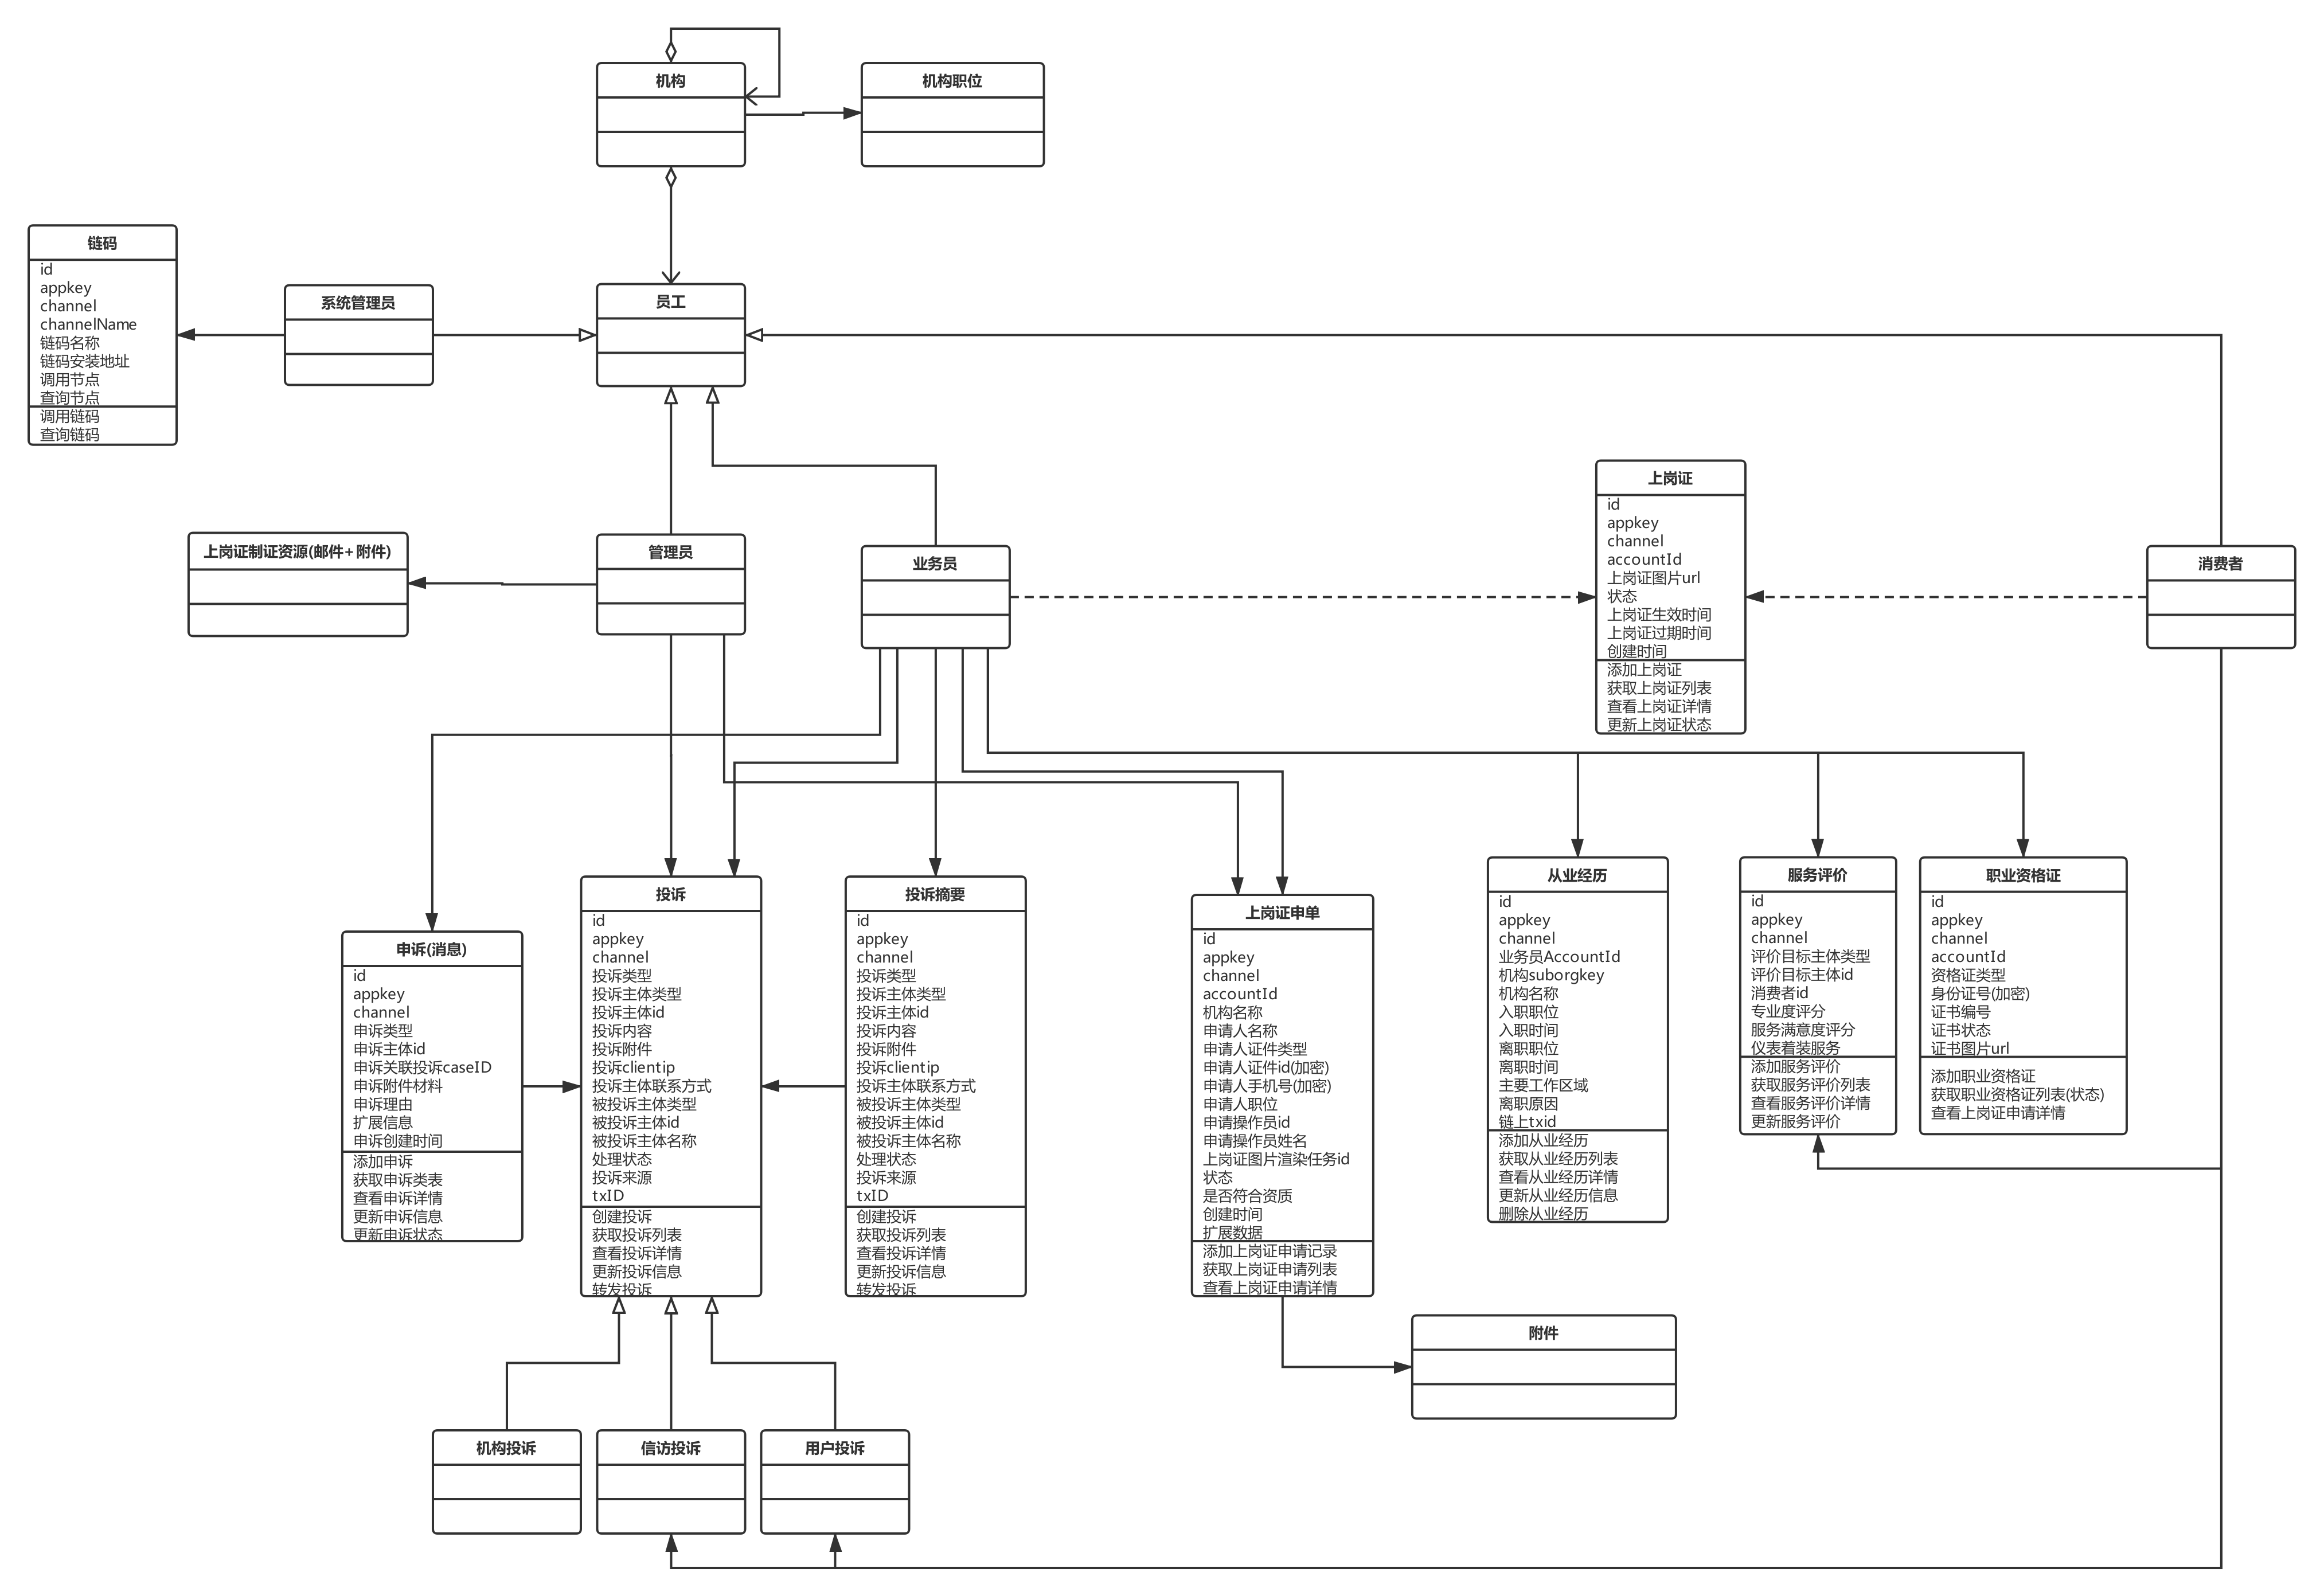 机构
机构职位
链码
id
appkey
channel
channelName
链码名称
链码安装地址
调用节点
查询节点
调用链码
查询链码
系统管理员
员工
上岗证制证资源(邮件+附件)
管理员
业务员
上岗证
id
appkey
channel
accountId
上岗证图片url
状态
上岗证生效时间
上岗证过期时间
创建时间
添加上岗证
获取上岗证列表
查看上岗证详情
更新上岗证状态
消费者
申诉(消息)
id
appkey
channel
申诉类型
申诉主体id
申诉关联投诉caseID
申诉附件材料
申诉理由
扩展信息
申诉创建时间
添加申诉
获取申诉类表
查看申诉详情
更新申诉信息
更新申诉状态
投诉
id
appkey
channel
投诉类型
投诉主体类型
投诉主体id
投诉内容
投诉附件
投诉clientip
投诉主体联系方式
被投诉主体类型
被投诉主体id
被投诉主体名称
处理状态
投诉来源
txID
创建投诉
获取投诉列表
查看投诉详情
更新投诉信息
转发投诉
投诉摘要
id
appkey
channel
投诉类型
投诉主体类型
投诉主体id
投诉内容
投诉附件
投诉clientip
投诉主体联系方式
被投诉主体类型
被投诉主体id
被投诉主体名称
处理状态
投诉来源
txID
创建投诉
获取投诉列表
查看投诉详情
更新投诉信息
转发投诉
上岗证申单
id
appkey
channel
accountId
机构名称
申请人名称
申请人证件类型
申请人证件id(加密)
申请人手机号(加密)
申请人职位
申请操作员id
申请操作员姓名
上岗证图片渲染任务id
状态
是否符合资质
创建时间
扩展数据
添加上岗证申请记录
获取上岗证申请列表
查看上岗证申请详情
从业经历
id
appkey
channel
业务员AccountId
机构suborgkey
机构名称
入职职位
入职时间
离职职位
离职时间
主要工作区域
离职原因
链上txid
添加从业经历
获取从业经历列表
查看从业经历详情
更新从业经历信息
删除从业经历
服务评价
id
appkey
channel
评价目标主体类型
评价目标主体id
消费者id
专业度评分
服务满意度评分
仪表着装服务
添加服务评价
获取服务评价列表
查看服务评价详情
更新服务评价
职业资格证
id
appkey
channel
accountId
资格证类型
身份证号(加密)
证书编号
证书状态
证书图片url
添加职业资格证
获取职业资格证列表(状态)
查看上岗证申请详情
附件
机构投诉
信访投诉
用户投诉